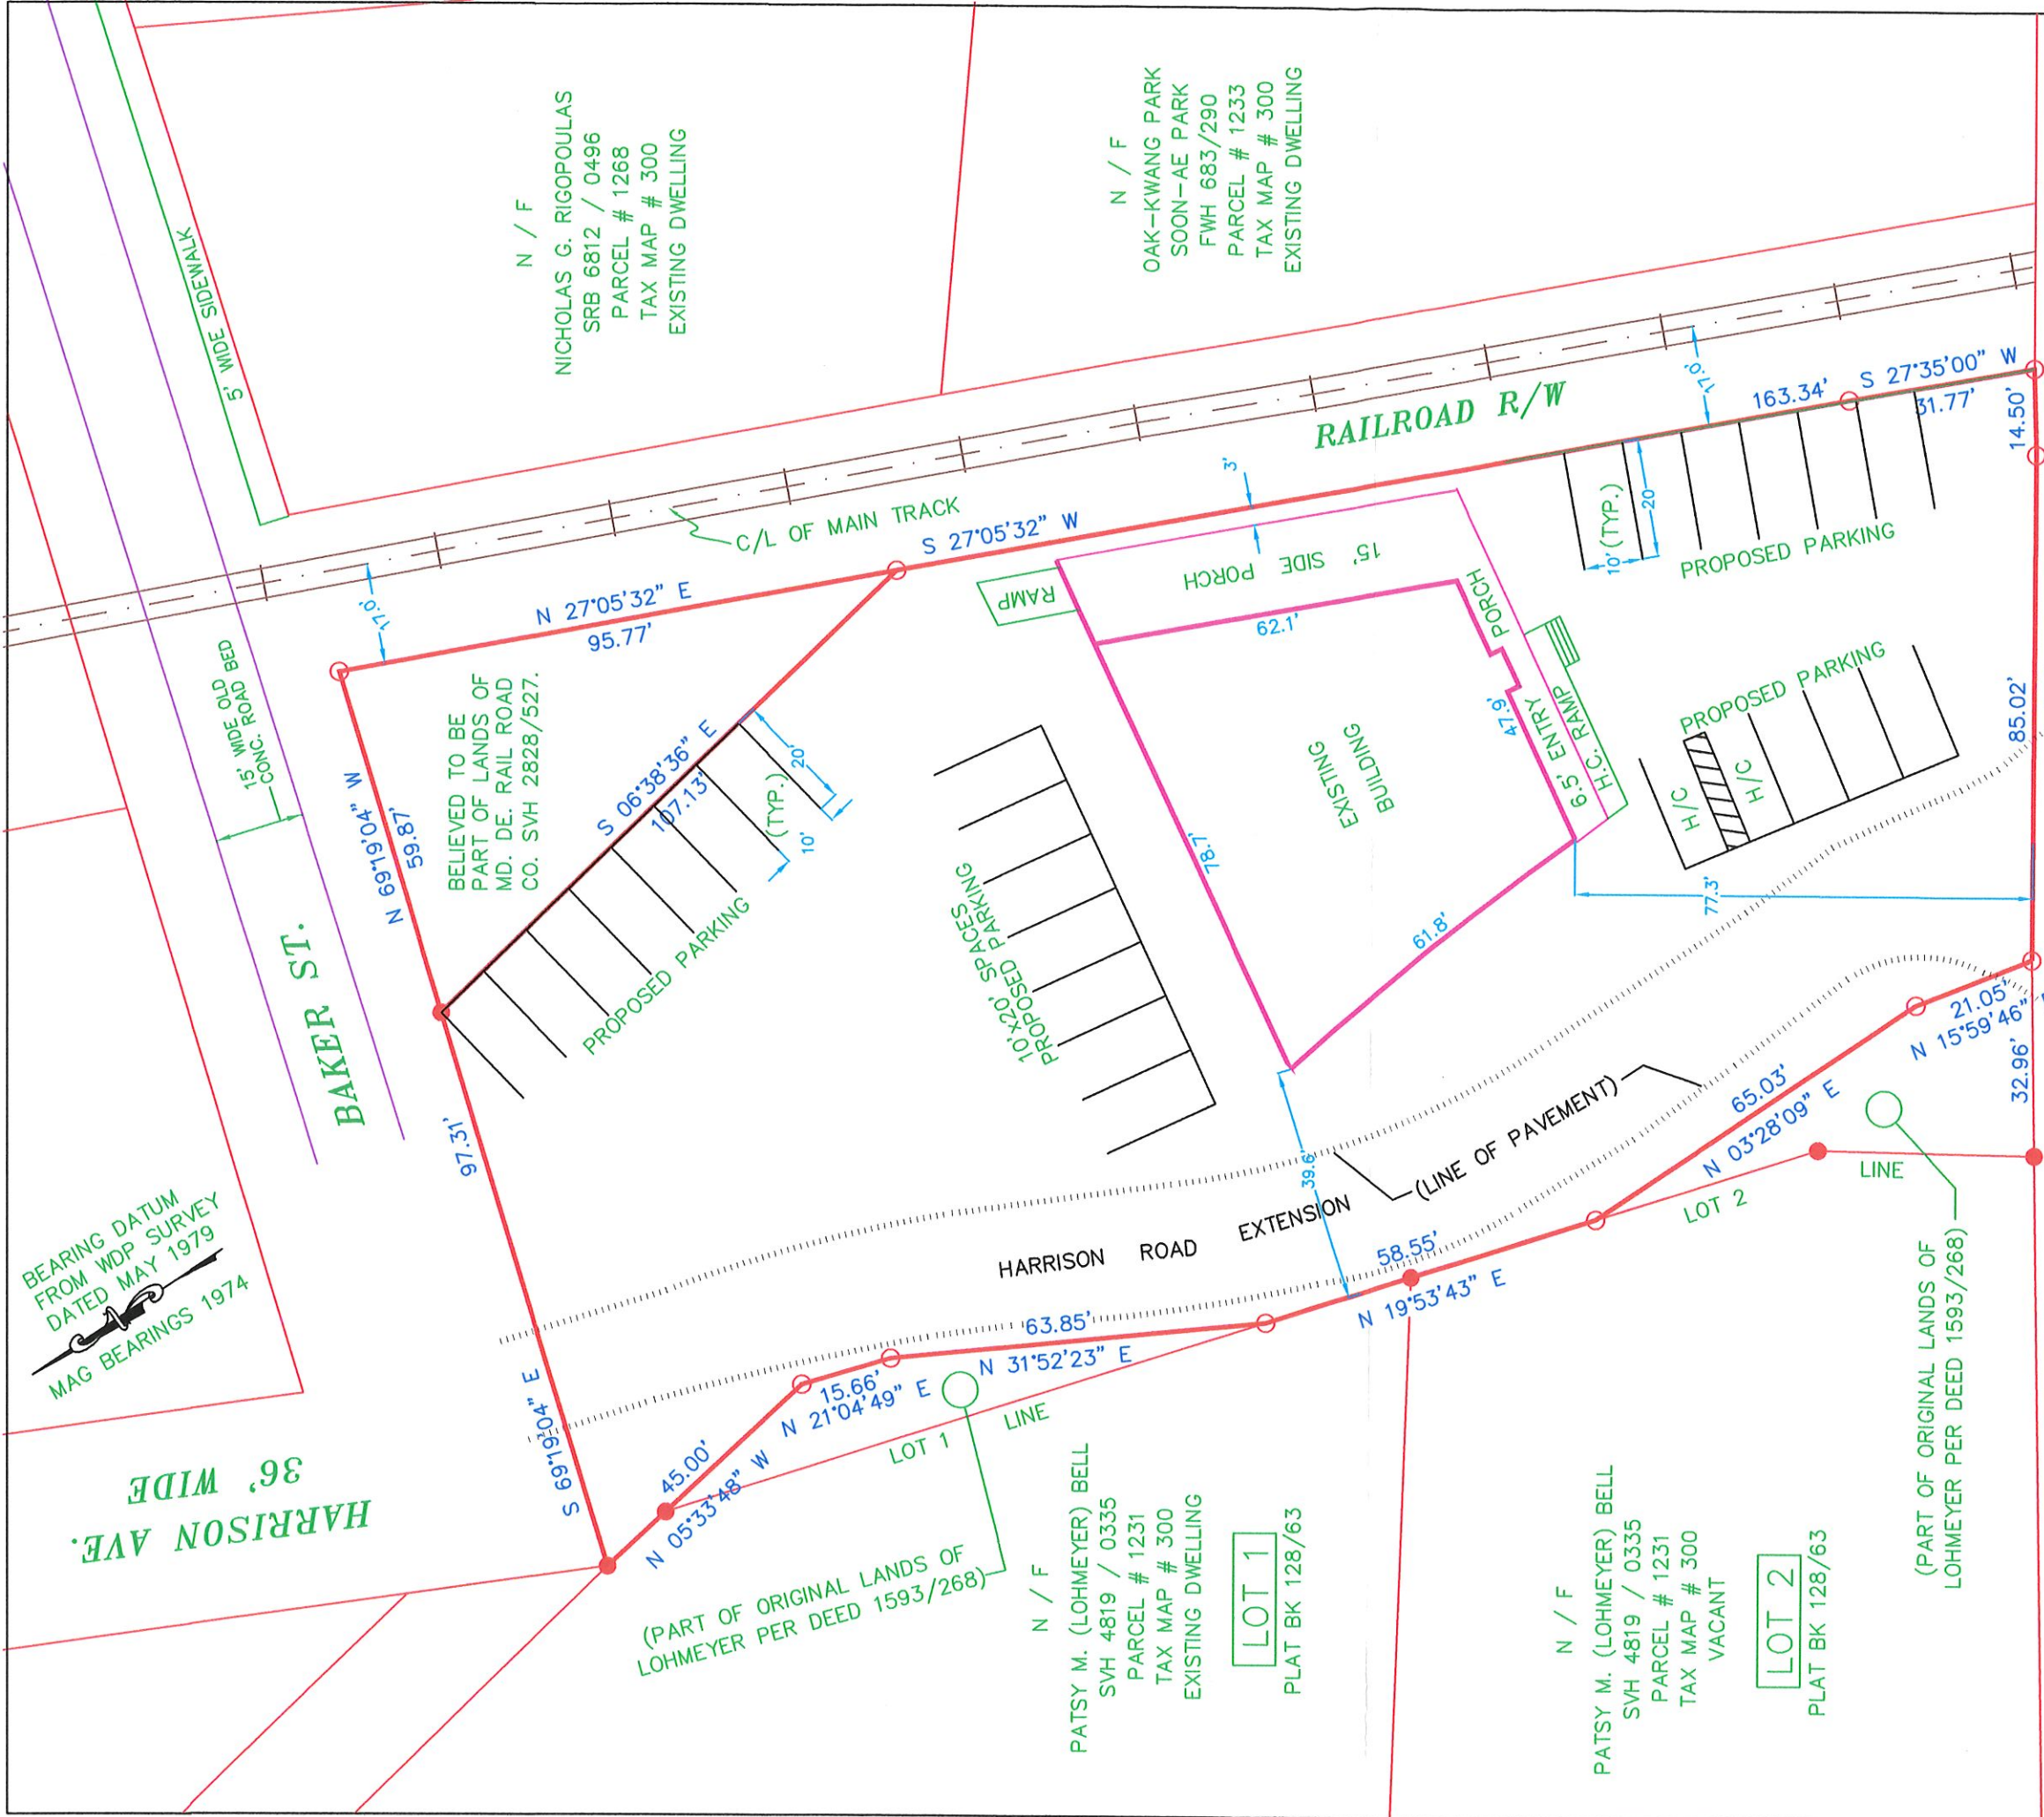 5' WIDE SIDEWALK
N / F
NICHOLAS G. RIGOPOULAS
SRB 6812 / 0496
PARCEL # 1268
TAX MAP # 300
EXISTING DWELLING
N / F
OAK-KWANG PARK
SOON-AE PARK
FWH 683/290
PARCEL # 1233
TAX MAP # 300
EXISTING DWELLING
RAILROAD R/W
C/L OF MAIN TRACK
17.0'
17.0'
3'
163.34'
S 27°35'00" W
31.77'
14.50'
S 27°05'32" W
N 27°05'32" E
95.77'
15' WIDE OLD
CONC. ROAD BED
BAKER ST.
N 69°19'04" W
59.87'
BELIEVED TO BE
PART OF LANDS OF
MD. DE. RAIL ROAD
CO. SVH 2828/527.
S 06°38'36" E
107.13'
20'
(TYP.)
10'
PROPOSED PARKING
RAMP
15' SIDE PORCH
62.1'
PORCH
47.9'
6.5' ENTRY
H.C. RAMP
10' (TYP.)
20
PROPOSED PARKING
PROPOSED PARKING
H/C
H/C
85.02'
77.3'
EXISTING
BUILDING
78.7'
61.8'
10'x20' SPACES
PROPOSED PARKING
97.31'
S 69°19'04" E
39.6'
HARRISON ROAD EXTENSION
(LINE OF PAVEMENT)
BEARING DATUM
FROM WDP SURVEY
DATED MAY 1979
MAG BEARINGS 1974
HARRISON AVE.
36' WIDE
45.00'
N 05°33'48" W
15.66'
N 21°04'49" E
63.85'
N 31°52'23" E
58.55'
N 19°53'43" E
65.03'
N 03°28'09" E
21.05'
N 15°59'46"
32.96'
LOT 1 LINE
LOT 2 LINE
(PART OF ORIGINAL LANDS OF
LOHMEYER PER DEED 1593/268)
N / F
PATSY M. (LOHMEYER) BELL
SVH 4819 / 0335
PARCEL # 1231
TAX MAP # 300
EXISTING DWELLING
LOT 1
PLAT BK 128/63
N / F
PATSY M. (LOHMEYER) BELL
SVH 4819 / 0335
PARCEL # 1231
TAX MAP # 300
VACANT
LOT 2
PLAT BK 128/63
(PART OF ORIGINAL LANDS OF
LOHMEYER PER DEED 1593/268)